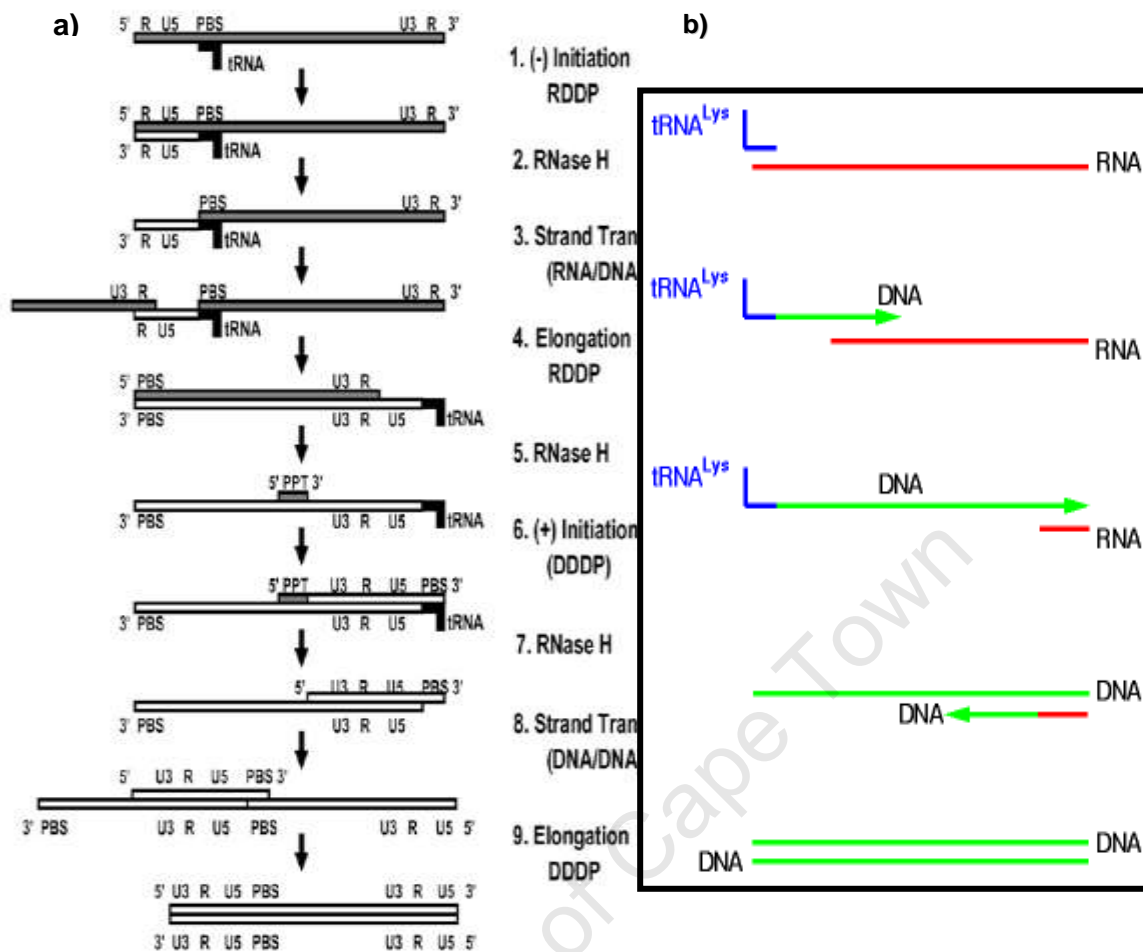 a)
5' R U5 PBS U3 R 3'
tRNA
5' R U5 PBS U3 R 3'
3' R U5 tRNA
PBS U3 R 3'
3' R U5 tRNA
U3 R PBS U3 R 3'
R U5 tRNA
5' PBS U3 R
3' PBS U3 R U5 tRNA
5' PPT 3'
3' PBS U3 R U5 tRNA
5' PPT U3 R U5 PBS 3'
3' PBS U3 R U5 tRNA
5' U3 R U5 PBS 3'
3' PBS U3 R U5
5' U3 R U5 PBS 3'
3' PBS U3 R U5 PBS U3 R U5 5'
5' U3 R U5 PBS U3 R U5 3'
3' U3 R U5 PBS U3 R U5 5'
1. (-) Initiation
RDDP
2. RNase H
3. Strand Tran
(RNA/DNA
4. Elongation
RDDP
5. RNase H
6. (+) Initiation
(DDDP)
7. RNase H
8. Strand Tran
(DNA/DNA
9. Elongation
DDDP
b)
tRNALys
RNA
tRNALys
DNA
RNA
tRNALys
DNA
RNA
DNA
DNA
DNA
DNA
of Cape Town